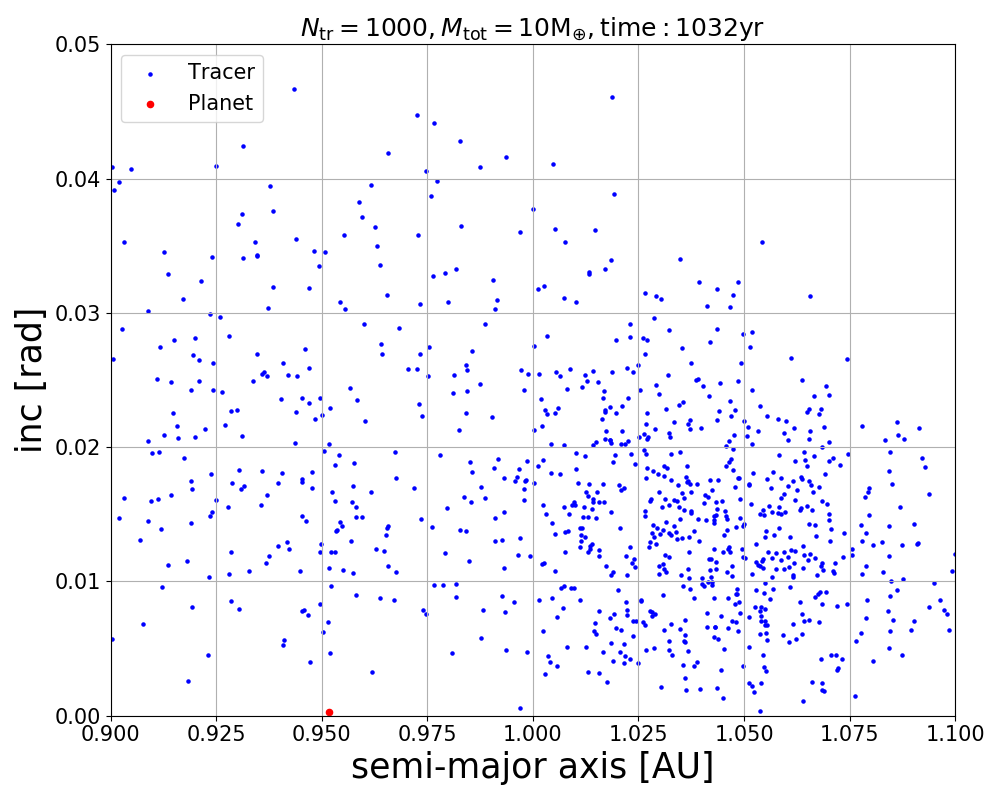 N_tr = 1000, M_tot = 10M_⊕, time : 1032yr
Tracer
Planet
0.05
0.04
0.03
0.02
0.01
0.00
inc [rad]
0.900 0.925 0.950 0.975 1.000 1.025 1.050 1.075 1.100
semi-major axis [AU]